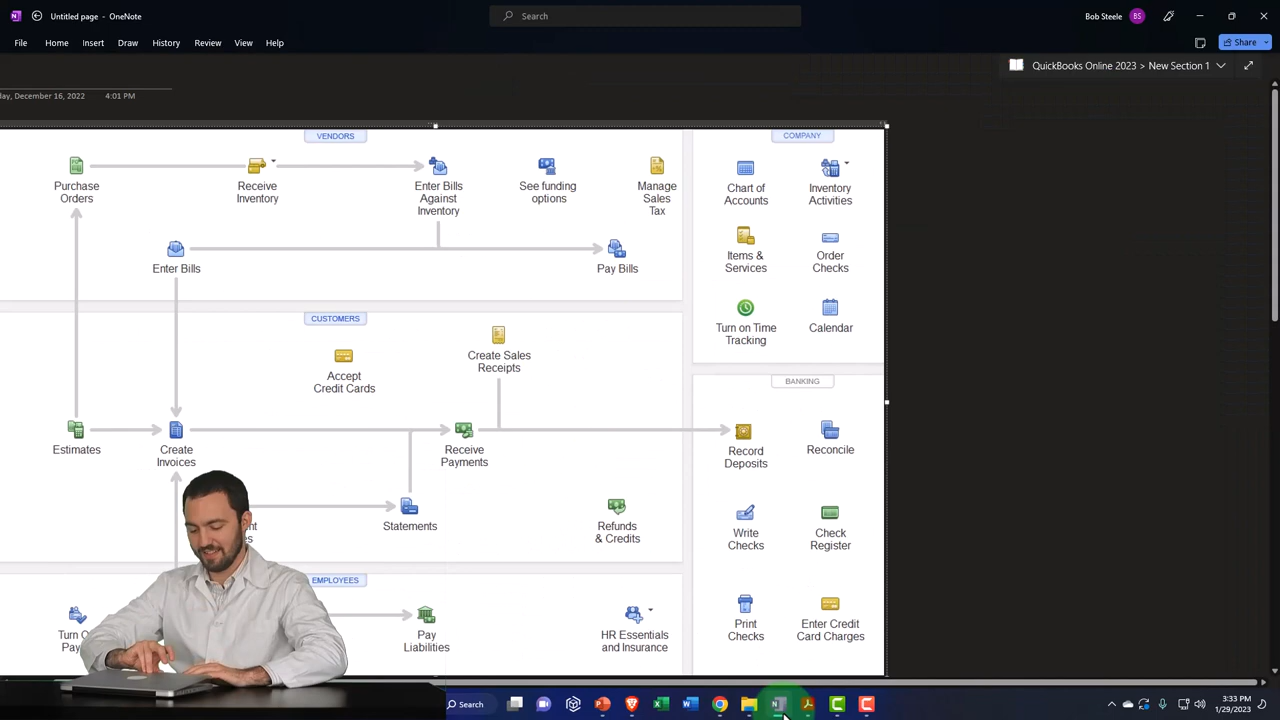 Untitled page - OneNote
Search
Bob Steele
BS
File
Home
Insert
Draw
History
Review
View
Help
Share
QuickBooks Online 2023 > New Section 1
day, December 16, 2022
4:01 PM
VENDORS
COMPANY
Purchase
Orders
Receive
Inventory
Enter Bills
Against
Inventory
See funding
options
Manage
Sales
Tax
Chart of
Accounts
Inventory
Activities
Enter Bills
Pay Bills
Items &
Services
Order
Checks
Turn on Time
Tracking
Calendar
CUSTOMERS
Create Sales
Receipts
Accept
Credit Cards
BANKING
Estimates
Create
Invoices
Receive
Payments
Record
Deposits
Reconcile
Statements
Refunds
& Credits
Write
Checks
Check
Register
EMPLOYEES
Pay
Liabilities
HR Essentials
and Insurance
Print
Checks
Enter Credit
Card Charges
Search
3:33 PM
1/20/2023